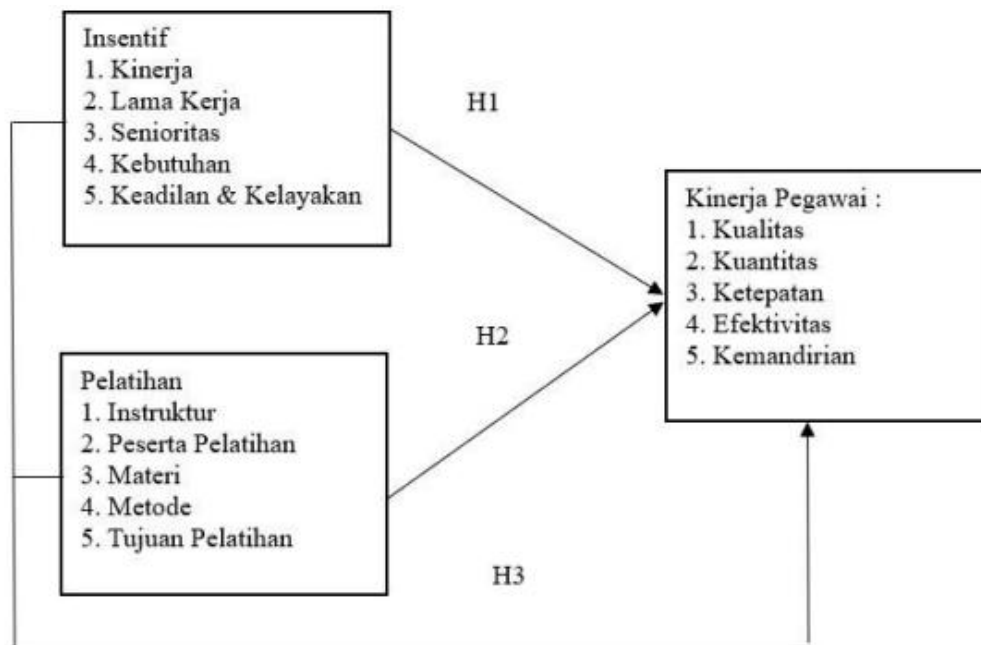 Insentif
1. Kinerja
2. Lama Kerja
3. Senioritas
4. Kebutuhan
5. Keadilan & Kelayakan
H1
Kinerja Pegawai :
1. Kualitas
2. Kuantitas
3. Ketepatan
4. Efektivitas
5. Kemandirian
H2
Pelatihan
1. Instruktur
2. Peserta Pelatihan
3. Materi
4. Metode
5. Tujuan Pelatihan
H3